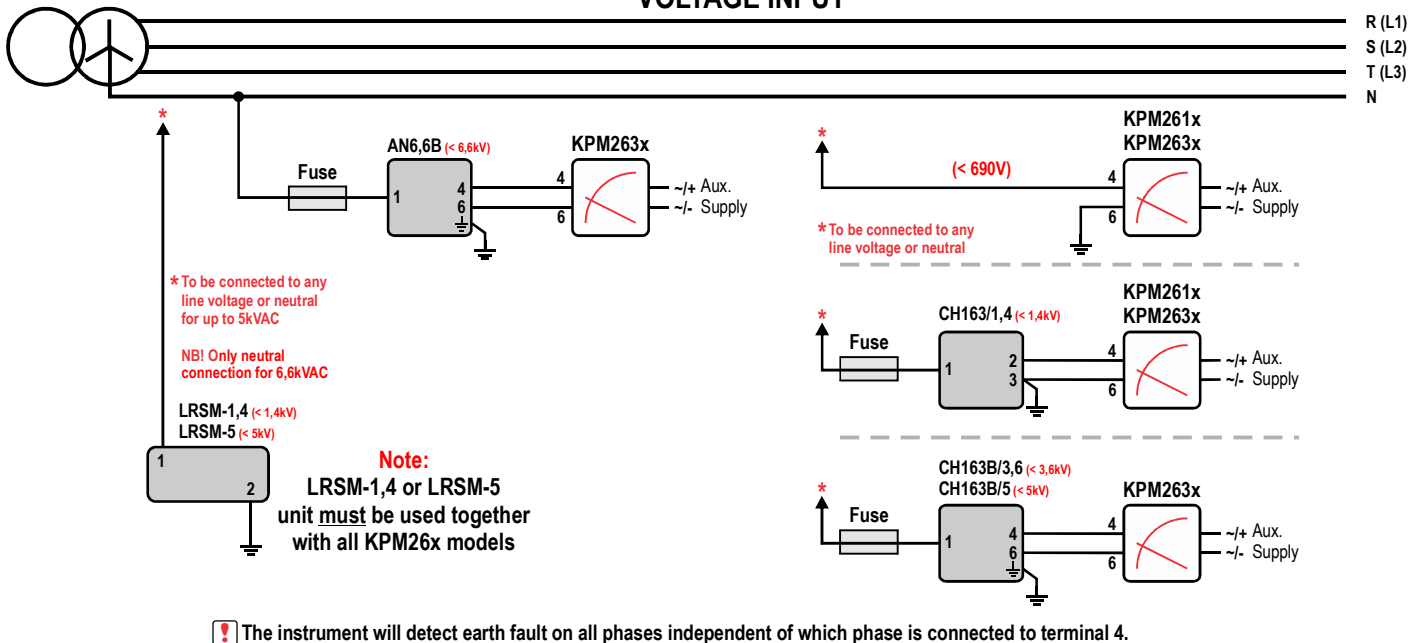 VOLTAGE INPUT
R (L1)
S (L2)
T (L3)
N
*
AN6,6B (< 6,6kV)
KPM263x
Fuse
1
4
6
4
6
~/+ Aux.
~/- Supply
* To be connected to any
line voltage or neutral
for up to 5kVAC
NB! Only neutral
connection for 6,6kVAC
LRSM-1,4 (< 1,4kV)
LRSM-5 (< 5kV)
1
2
Note:
LRSM-1,4 or LRSM-5
unit must be used together
with all KPM26x models
KPM261x
KPM263x
*
(< 690V)
4
6
~/+ Aux.
~/- Supply
* To be connected to any
line voltage or neutral
KPM261x
KPM263x
*
CH163/1,4 (< 1,4kV)
Fuse
1
2
3
4
6
~/+ Aux.
~/- Supply
CH163B/3,6 (< 3,6kV)
CH163B/5 (< 5kV)
KPM263x
*
Fuse
1
4
6
4
6
~/+ Aux.
~/- Supply
! The instrument will detect earth fault on all phases independent of which phase is connected to terminal 4.